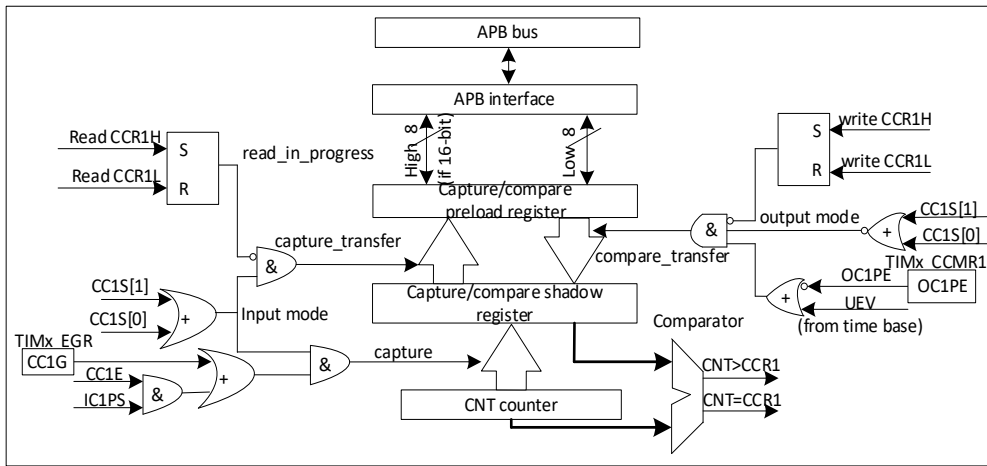 APB bus
APB interface
High 8
(if 16-bit)
Low 8
Read CCR1H
Read CCR1L
S
R
read_in_progress
write CCR1H
write CCR1L
S
R
Capture/compare
preload register
capture_transfer
&
compare_transfer
&
output mode
+
CC1S[1]
CC1S[0]
TIMx_CCMR1
OC1PE
OC1PE
UEV
(from time base)
+
Capture/compare shadow
register
CC1S[1]
CC1S[0]
+
Input mode
TIMx_EGR
CC1G
CC1E
IC1PS
&
+
&
capture
CNT counter
Comparator
CNT>CCR1
CNT=CCR1